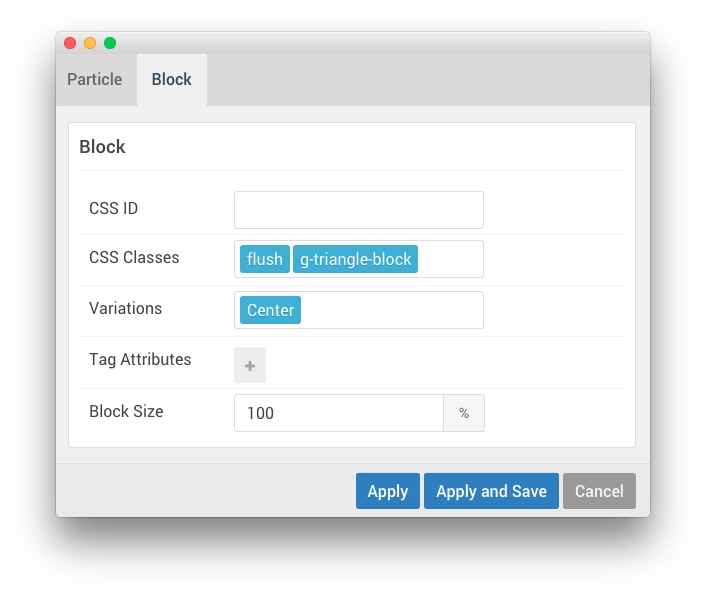 Particle Block
Block
CSS ID
CSS Classes flush g-triangle-block
Variations Center
Tag Attributes +
Block Size 100 %
Apply Apply and Save Cancel